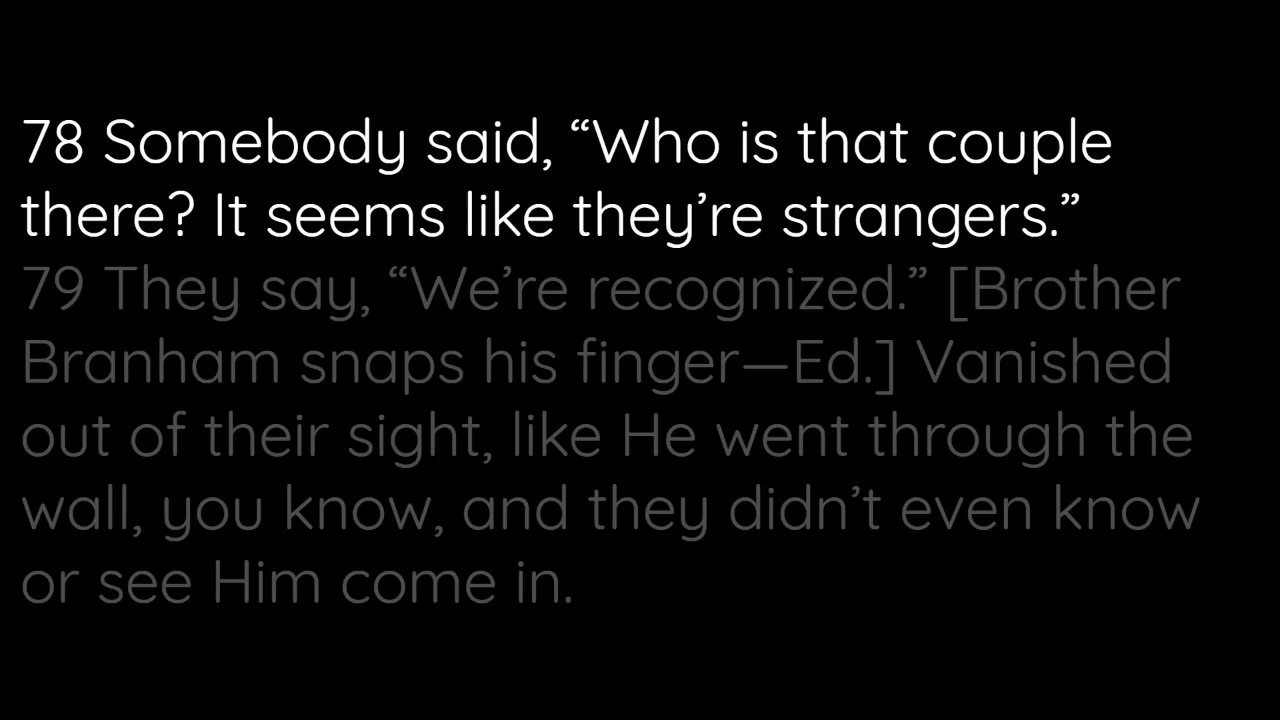 78 Somebody said, “Who is that couple
there? It seems like they’re strangers.”
79 They say, “We’re recognized.” [Brother
Branham snaps his finger—Ed.] Vanished
out of their sight, like He went through the
wall, you know, and they didn’t even know
or see Him come in.